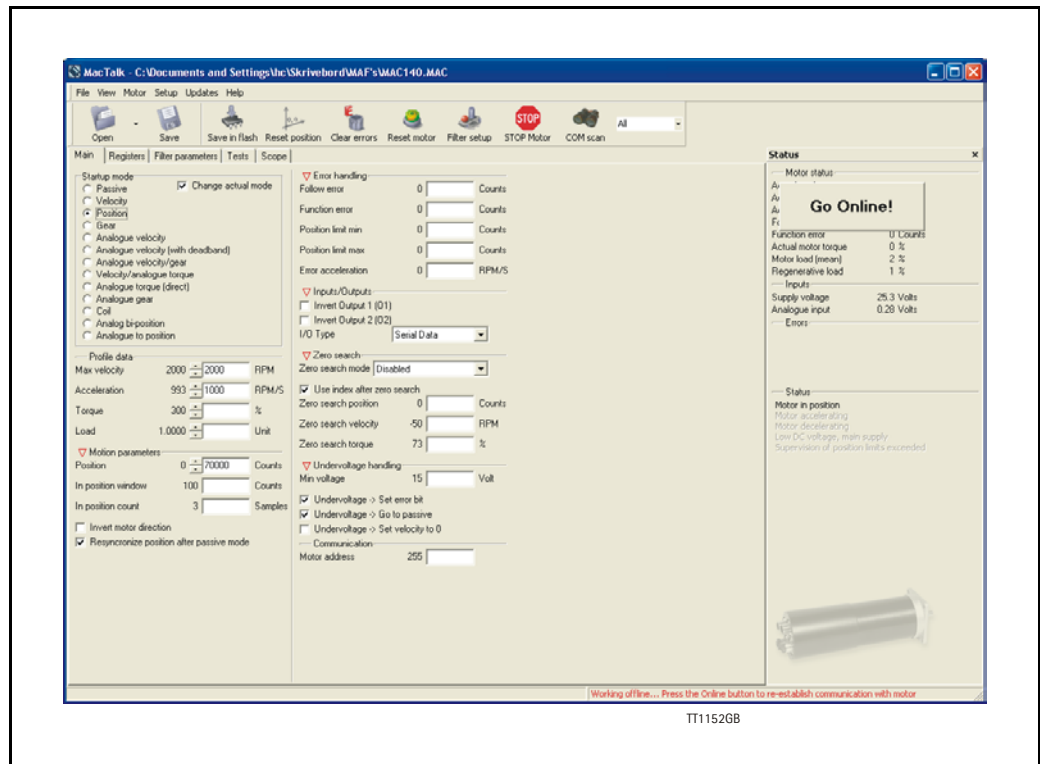 MacTalk - C:\Documents and Settings\hc\Skrivebord\MAF's\MAC140.MAC
File View Motor Setup Updates Help
Open Save Save in flash Reset position Clear errors Reset motor Filter setup STOP Motor COM scan All
STOP
Main Registers Filter parameters Tests Scope
Startup mode
Passive Change actual mode
Velocity
Position
Gear
Analogue velocity
Analogue velocity (with deadband)
Analogue velocity/gear
Velocity/analogue torque
Analogue torque (direct)
Analogue gear
Coil
Analog bi-position
Analogue to position
Profile data
Max velocity 2000 2000 RPM
Acceleration 993 1000 RPM/S
Torque 300 %
Load 1.0000 Unit
Motion parameters
Position 0 70000 Counts
In position window 100 Counts
In position count 3 Samples
Invert motor direction
Resyncronize position after passive mode
Error handling
Follow error 0 Counts
Function error 0 Counts
Position limit min 0 Counts
Position limit max 0 Counts
Error acceleration 0 RPM/S
Inputs/Outputs
Invert Output 1 (O1)
Invert Output 2 (O2)
I/O Type Serial Data
Zero search
Zero search mode Disabled
Use index after zero search
Zero search position 0 Counts
Zero search velocity -50 RPM
Zero search torque 73 %
Undervoltage handling
Min voltage 15 Volt
Undervoltage -> Set error bit
Undervoltage -> Go to passive
Undervoltage -> Set velocity to 0
Communication
Motor address 255
Status x
Motor status
Go Online!
Function error 0 Counts
Actual motor torque 0 %
Motor load (mean) 2 %
Regenerative load 1 %
Inputs
Supply voltage 25.3 Volts
Analogue input 0.28 Volts
Errors
Status
Motor in position
Motor accelerating
Motor decelerating
Low DC voltage, main supply
Supervision of position limits exceeded
Working offline... Press the Online button to re-establish communication with motor
TT1152GB